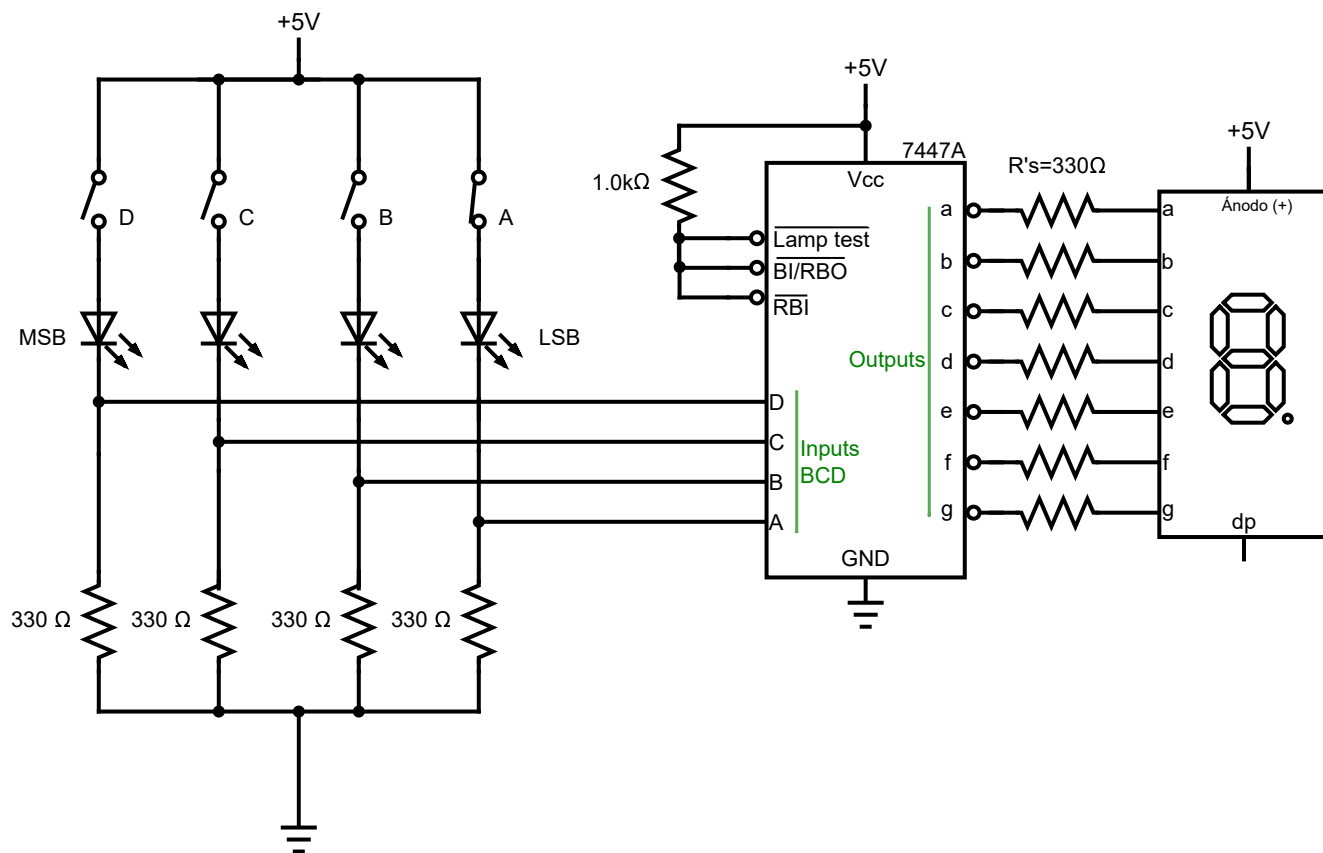 +5V
D
C
B
A
MSB
LSB
330 Ω
330 Ω
330 Ω
330 Ω
+5V
1.0kΩ
7447A
Vcc
Lamp test
BI/RBO
RBI
Outputs
D
C
B
A
Inputs
BCD
GND
a
b
c
d
e
f
g
R's=330Ω
+5V
Ánodo (+)
a
b
c
d
e
f
g
dp